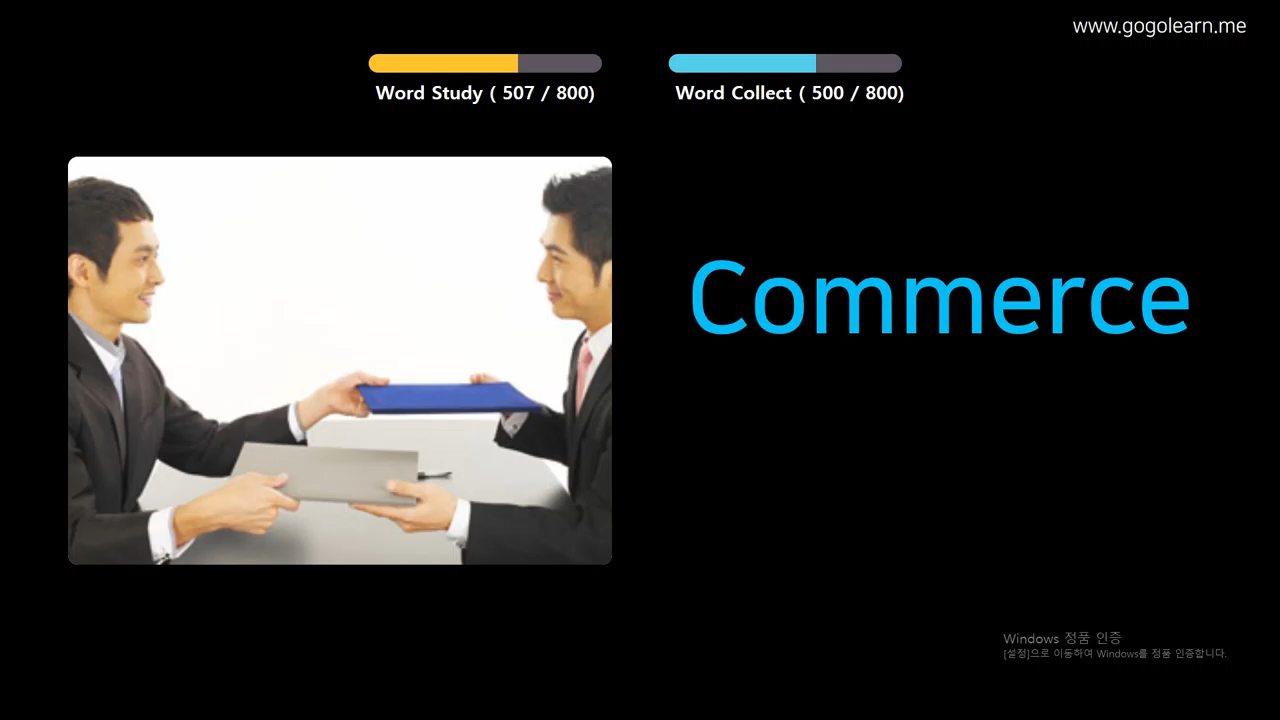 www.gogolearn.me
Word Study ( 507 / 800)
Word Collect ( 500 / 800)
Commerce
Windows 정품 인증
[설정]으로 이동하여 Windows를 정품 인증합니다.